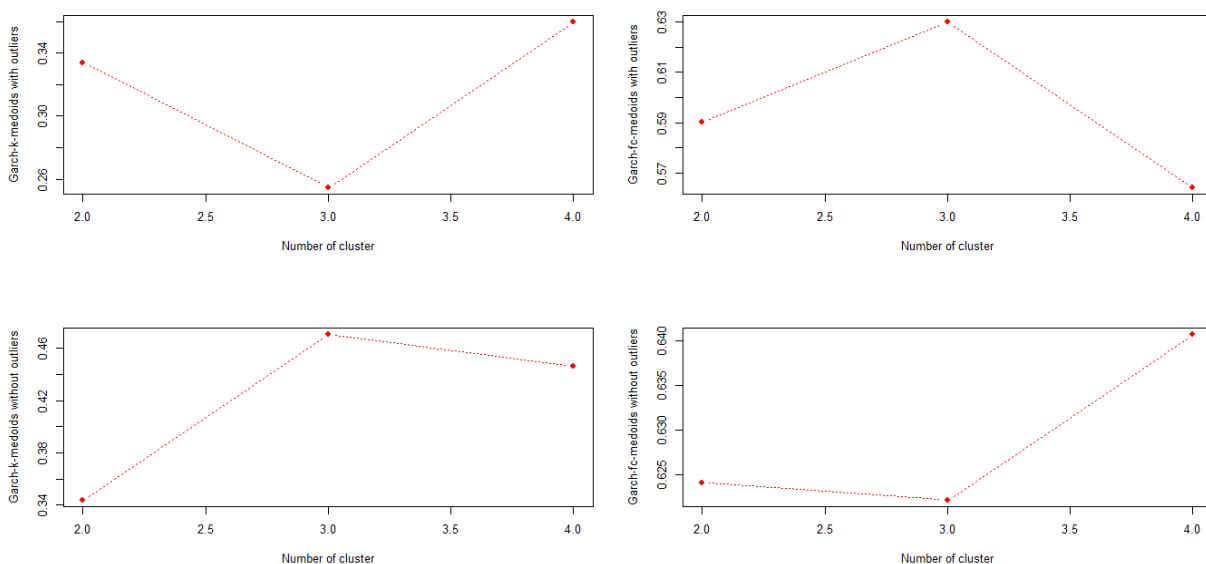 Garch-k-medoids with outliers
0.34
0.30
0.26
2.0 2.5 3.0 3.5 4.0
Number of cluster
Garch-fc-medoids with outliers
0.63
0.61
0.59
0.57
2.0 2.5 3.0 3.5 4.0
Number of cluster
Garch-k-medoids without outliers
0.46
0.42
0.38
0.34
2.0 2.5 3.0 3.5 4.0
Number of cluster
Garch-fc-medoids without outliers
0.640
0.635
0.630
0.625
2.0 2.5 3.0 3.5 4.0
Number of cluster